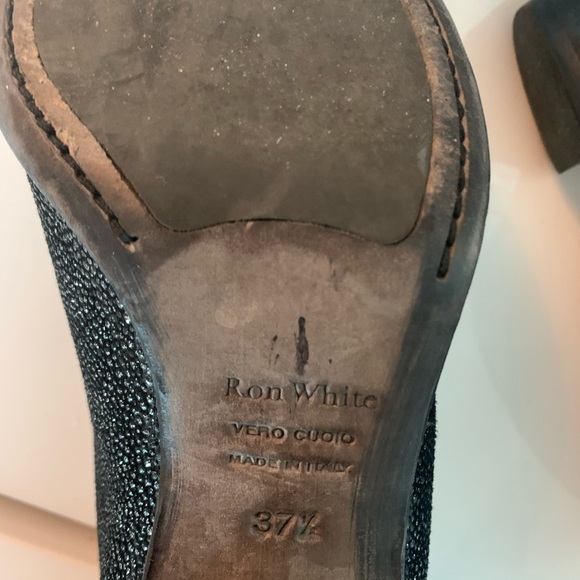 Ron White
VERO CUOIO
MADE IN ITALY
37½